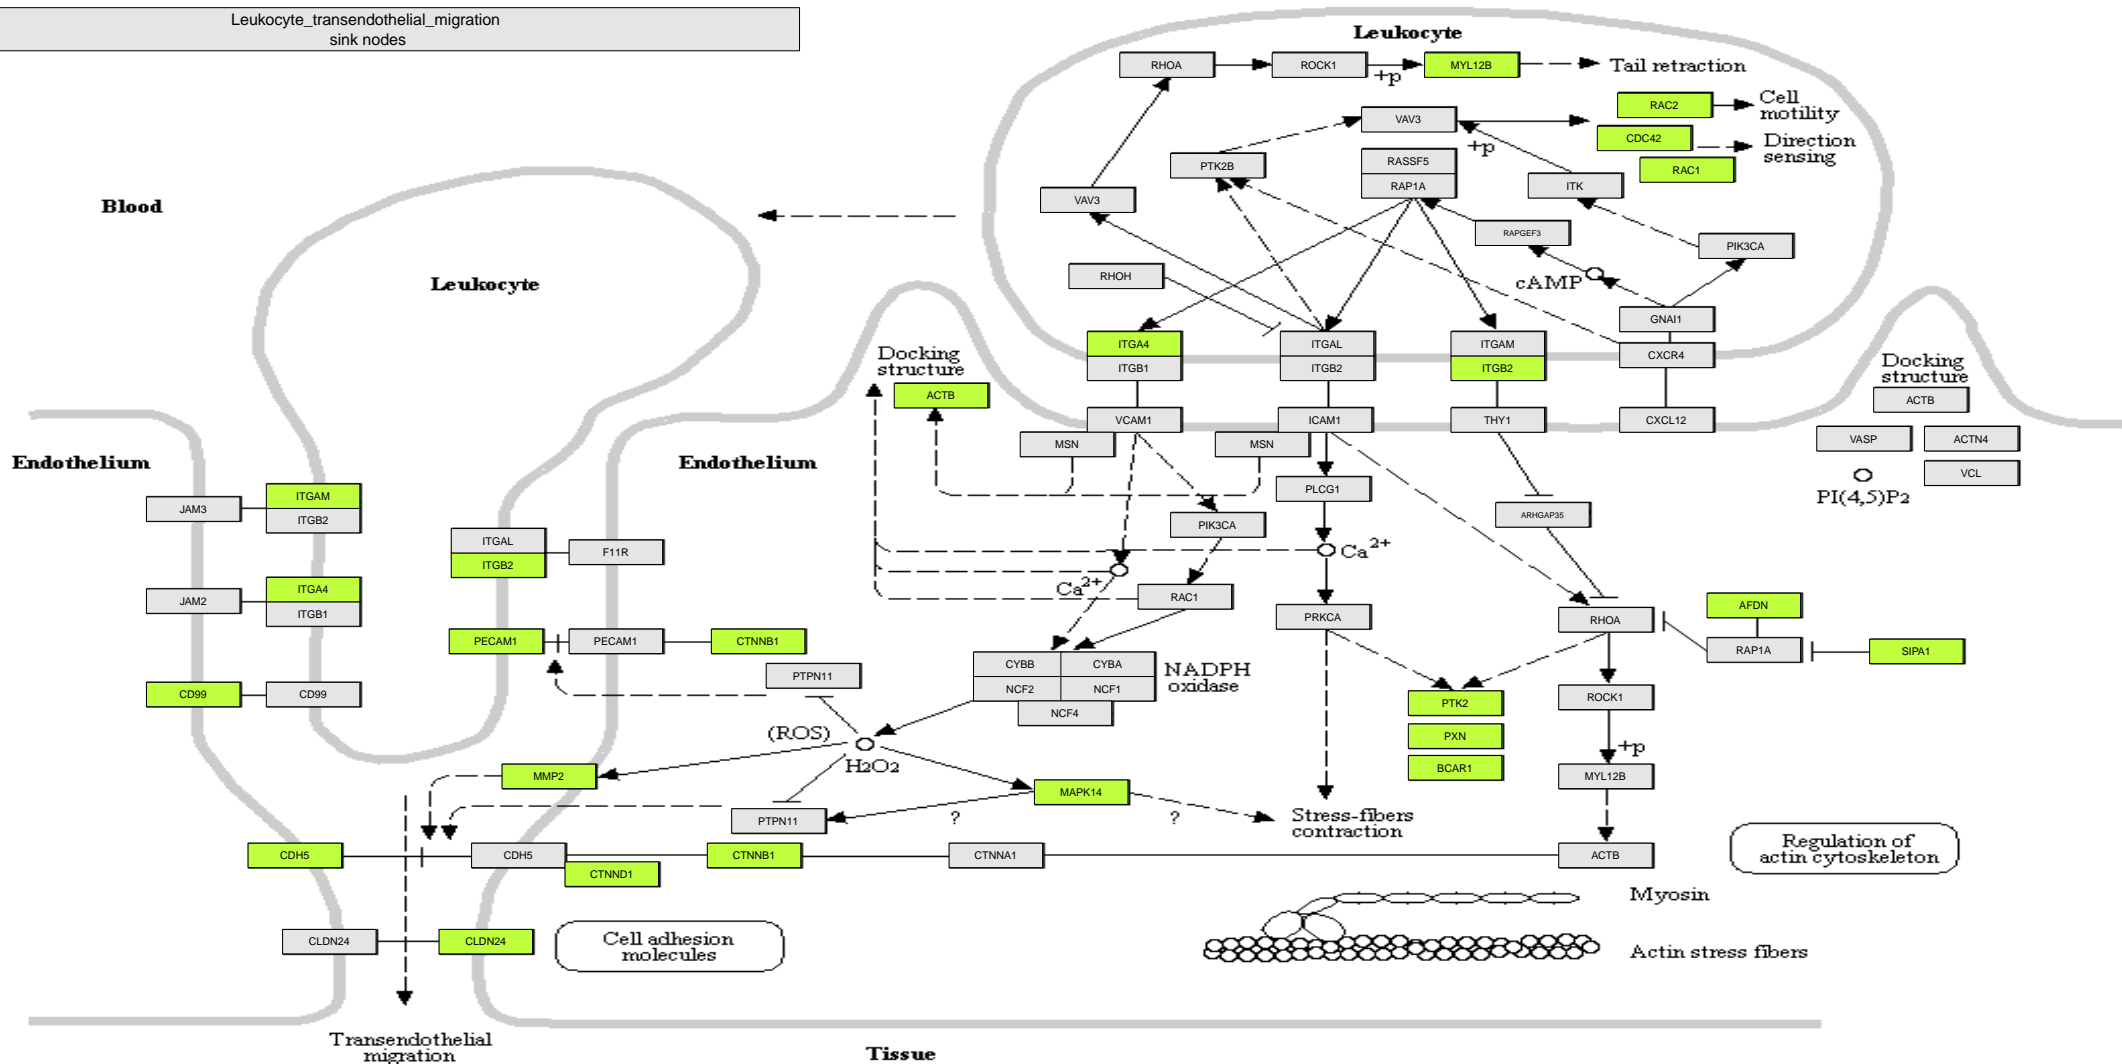 Leukocyte_transendothelial_migration
sink nodes
Leukocyte
RHOA
ROCK1
+p
MYL12B
Tail retraction
VAV3
+p
RAC2
Cell
motility
CDC42
Direction
sensing
RAC1
PTK2B
RASSF5
RAP1A
ITK
VAV3
RAPGEF3
PIK3CA
RHOH
cAMP
GNAI1
Blood
Leukocyte
ITGA4
ITGB1
ITGAL
ITGB2
ITGAM
ITGB2
CXCR4
Docking
structure
ACTB
VCAM1
ICAM1
THY1
CXCL12
MSN
MSN
Docking
structure
ACTB
VASP
ACTN4
VCL
PI(4,5)P2
Endothelium
Endothelium
JAM3
ITGAM
ITGB2
ITGAL
ITGB2
F11R
PLCG1
PIK3CA
ARHGAP35
Ca2+
Ca2+
JAM2
ITGA4
ITGB1
RAC1
PRKCA
RHOA
AFDN
RAP1A
SIPA1
PECAM1
PECAM1
CTNNB1
PTPN11
CYBB
CYBA
NCF2
NCF1
NCF4
NADPH
oxidase
CD99
CD99
PTK2
PXN
BCAR1
ROCK1
+p
MYL12B
(ROS)
H2O2
MMP2
MAPK14
PTPN11
?
?
Stress-fibers
contraction
CDH5
CDH5
CTNND1
CTNNB1
CTNNA1
ACTB
Regulation of
actin cytoskeleton
Myosin
Actin stress fibers
CLDN24
CLDN24
Cell adhesion
molecules
Transendothelial
migration
Tissue